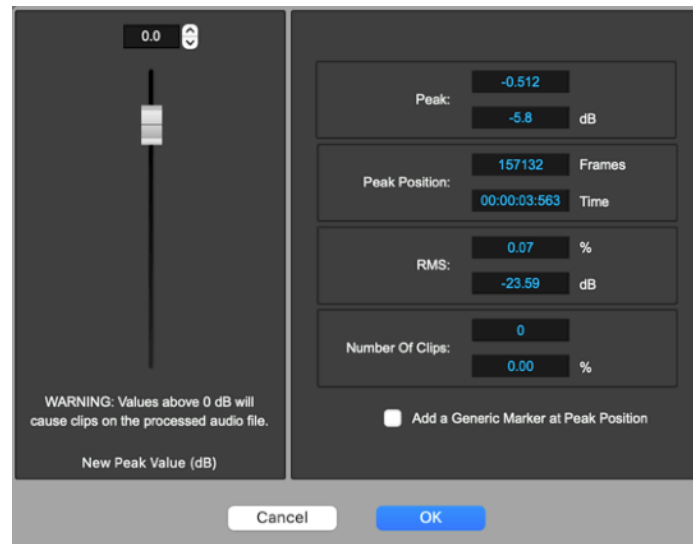 0.0
WARNING: Values above 0 dB will
cause clips on the processed audio file.
New Peak Value (dB)
Peak:
-0.512
-5.8 dB
Peak Position:
157132 Frames
00:00:03:563 Time
RMS:
0.07 %
-23.59 dB
Number Of Clips:
0
0.00 %
Add a Generic Marker at Peak Position
Cancel OK